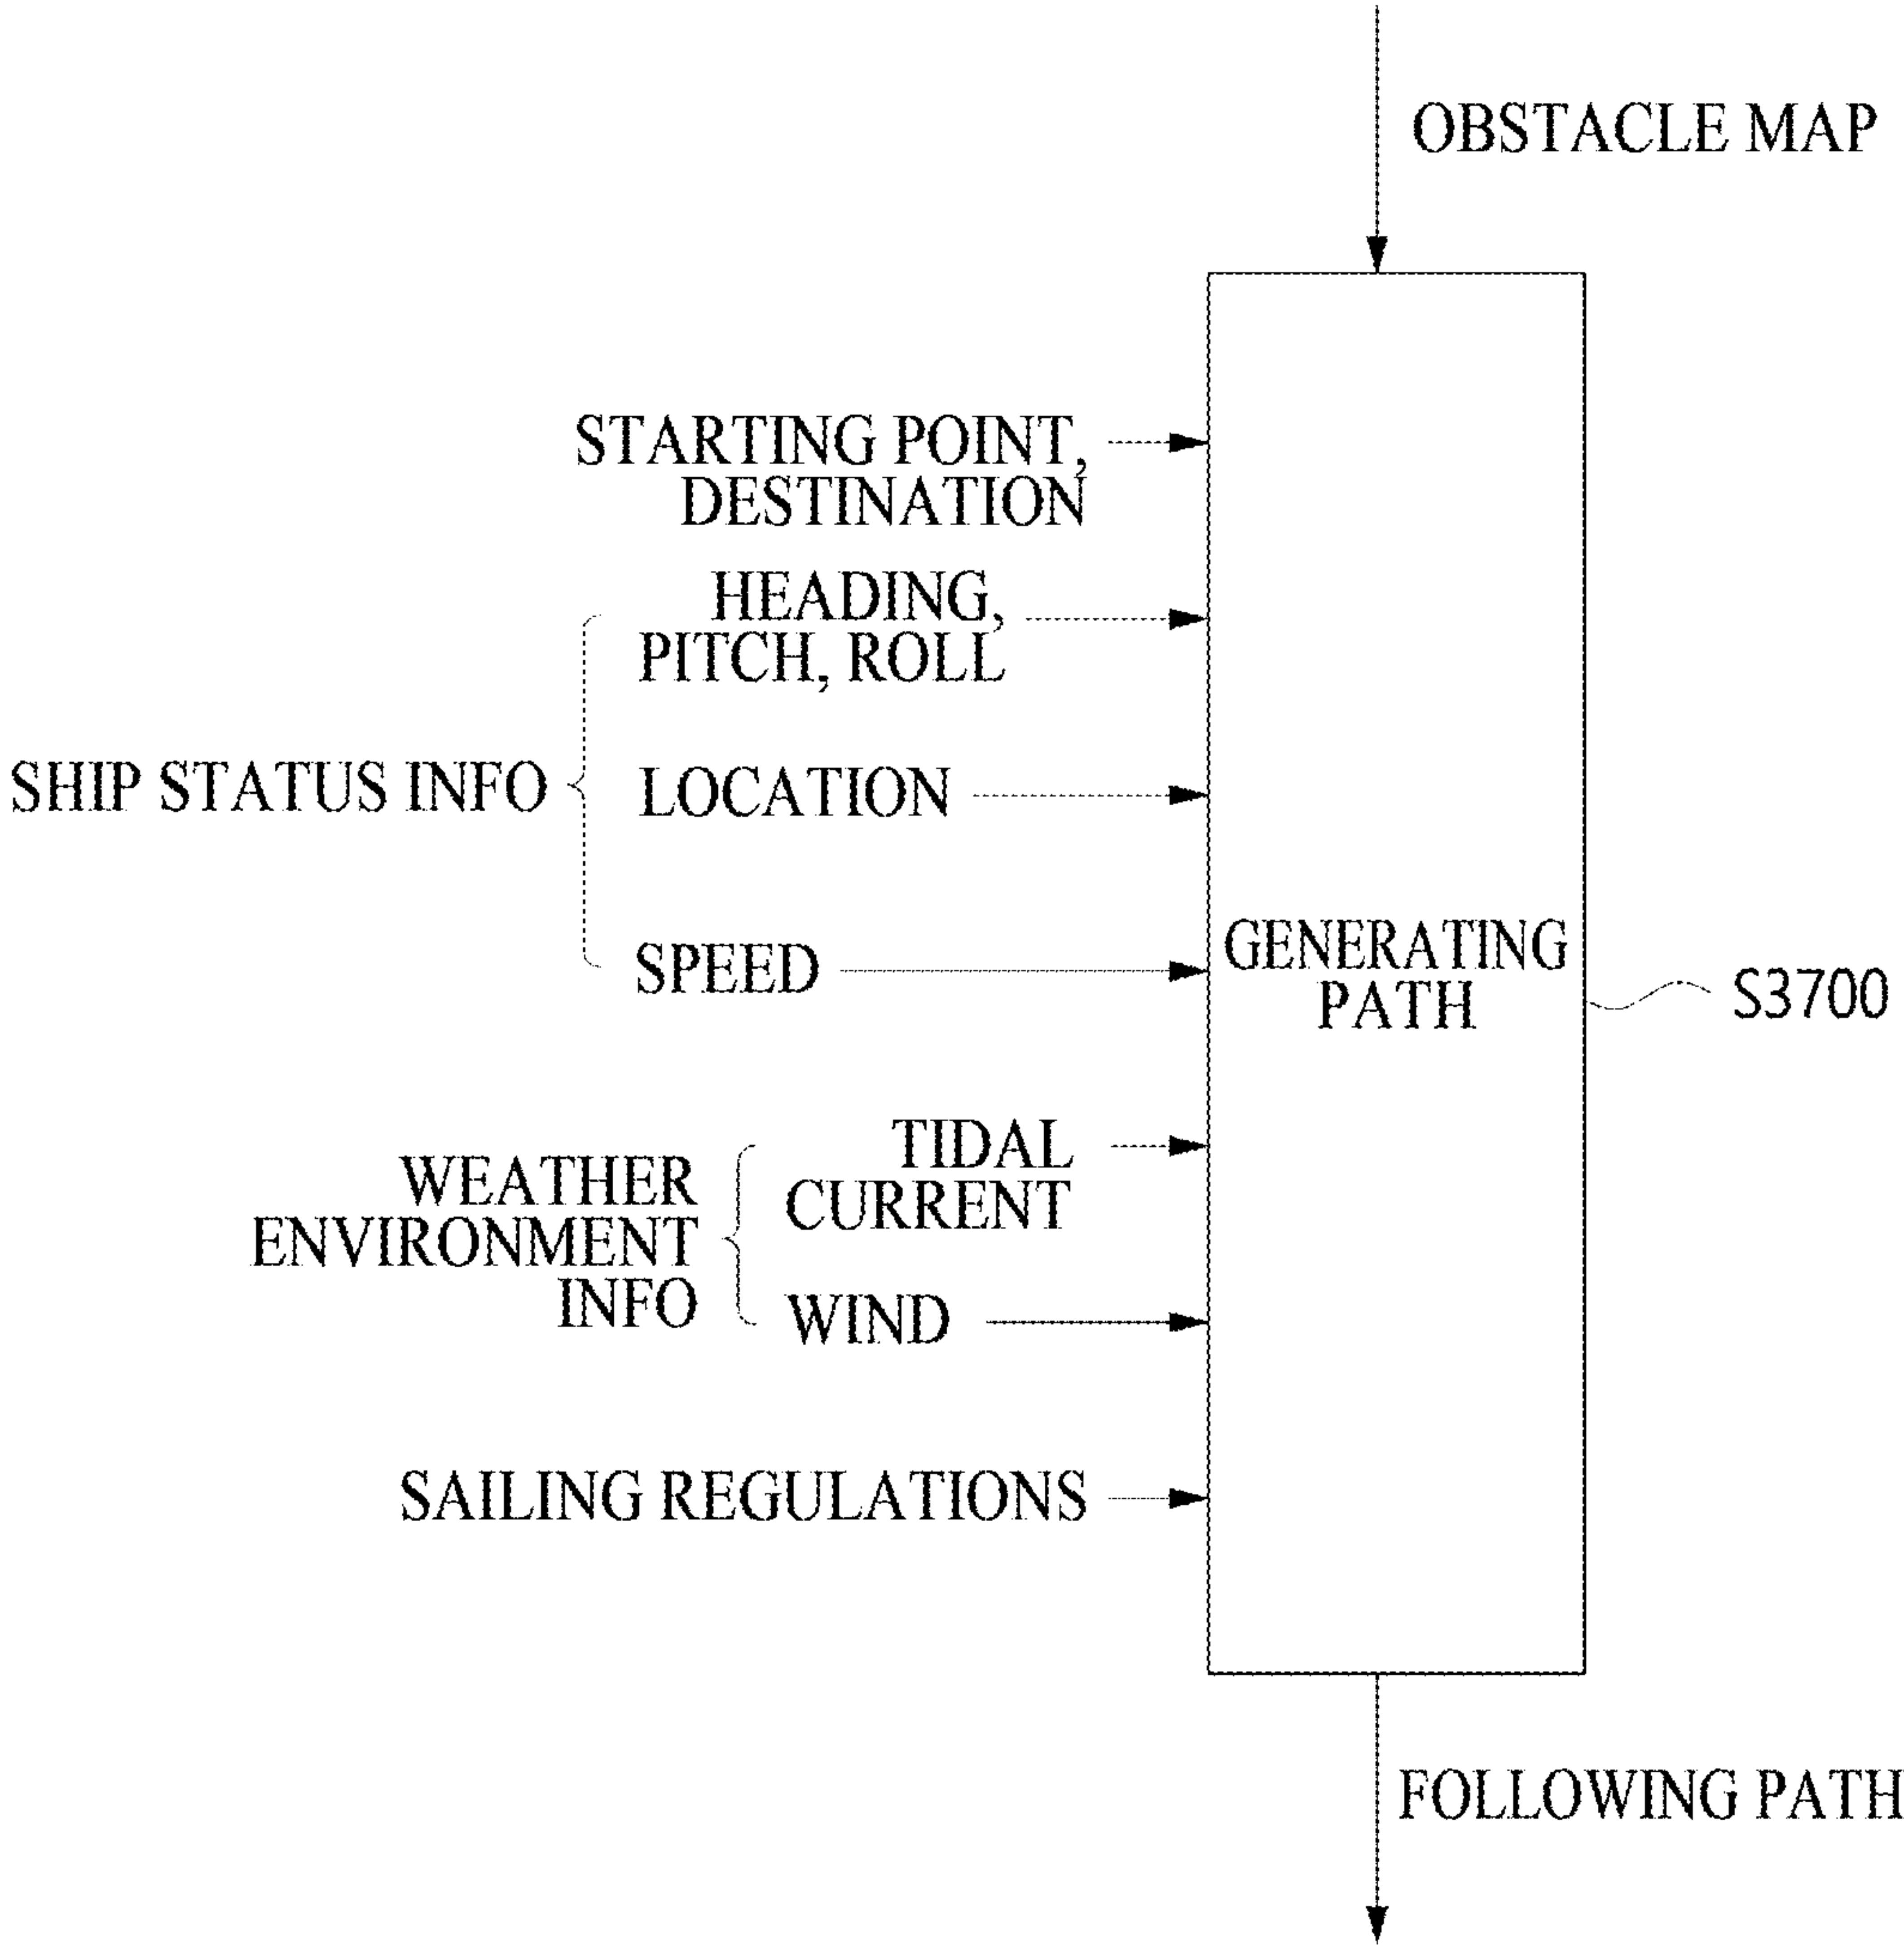 OBSTACLE MAP
STARTING POINT,
DESTINATION
HEADING,
PITCH, ROLL
SHIP STATUS INFO
LOCATION
SPEED
GENERATING
PATH
S3700
TIDAL
CURRENT
WEATHER
ENVIRONMENT
INFO
WIND
SAILING REGULATIONS
FOLLOWING PATH